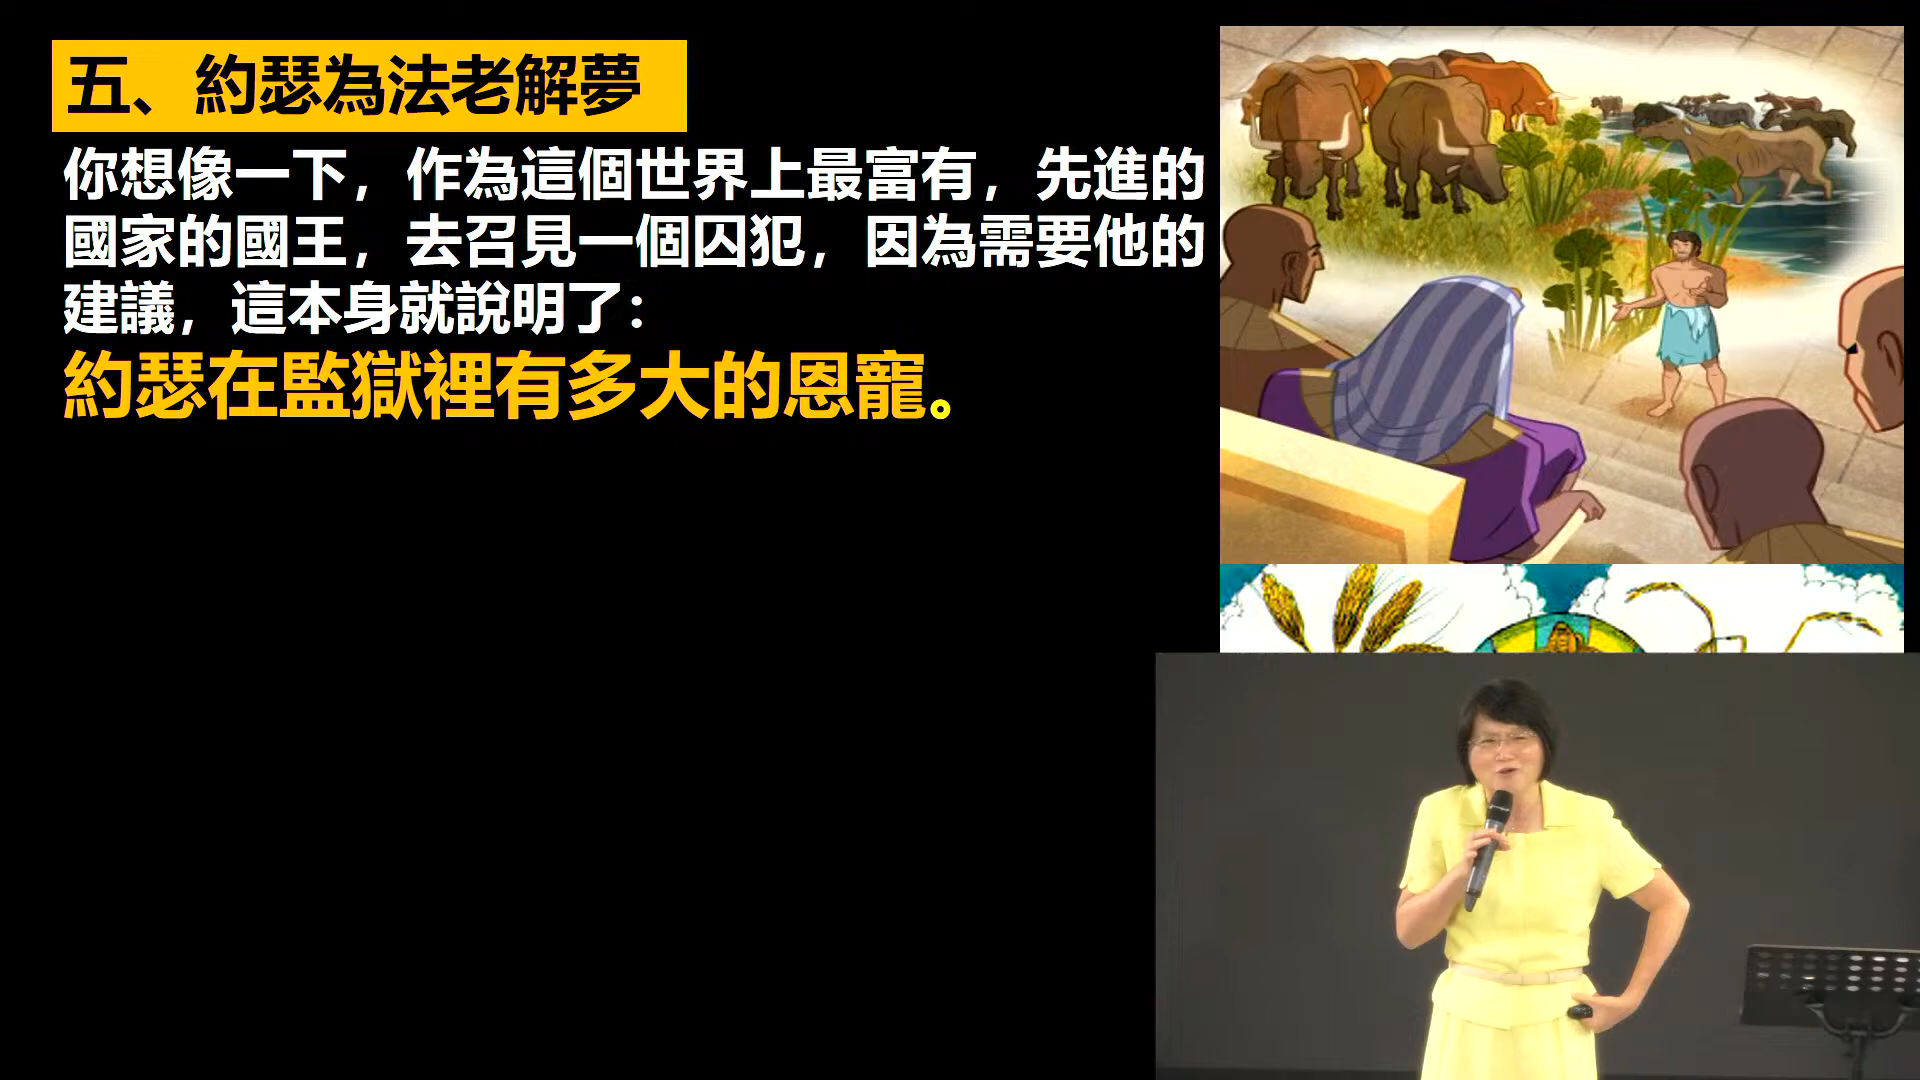 五、約瑟為法老解夢
你想像一下，作為這個世界上最富有，先進的
國家的國王，去召見一個囚犯，因為需要他的
建議，這本身就說明了：
約瑟在監獄裡有多大的恩寵。